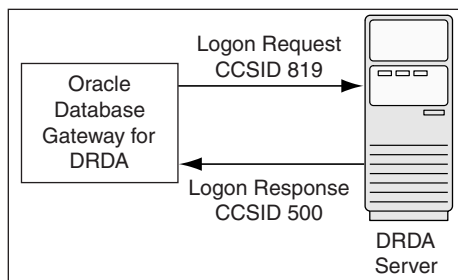 Oracle
Database
Gateway for
DRDA
Logon Request
CCSID 819
Logon Response
CCSID 500
DRDA
Server